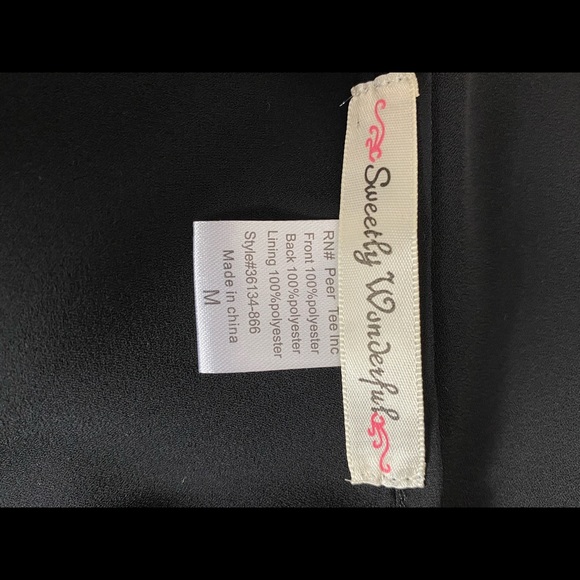 Sweetly Wonderful
RN# Peer Tee Inc
Front 100%polyester
Back 100%polyester
Lining 100%polyester
Style#36134-866
Made in china
M